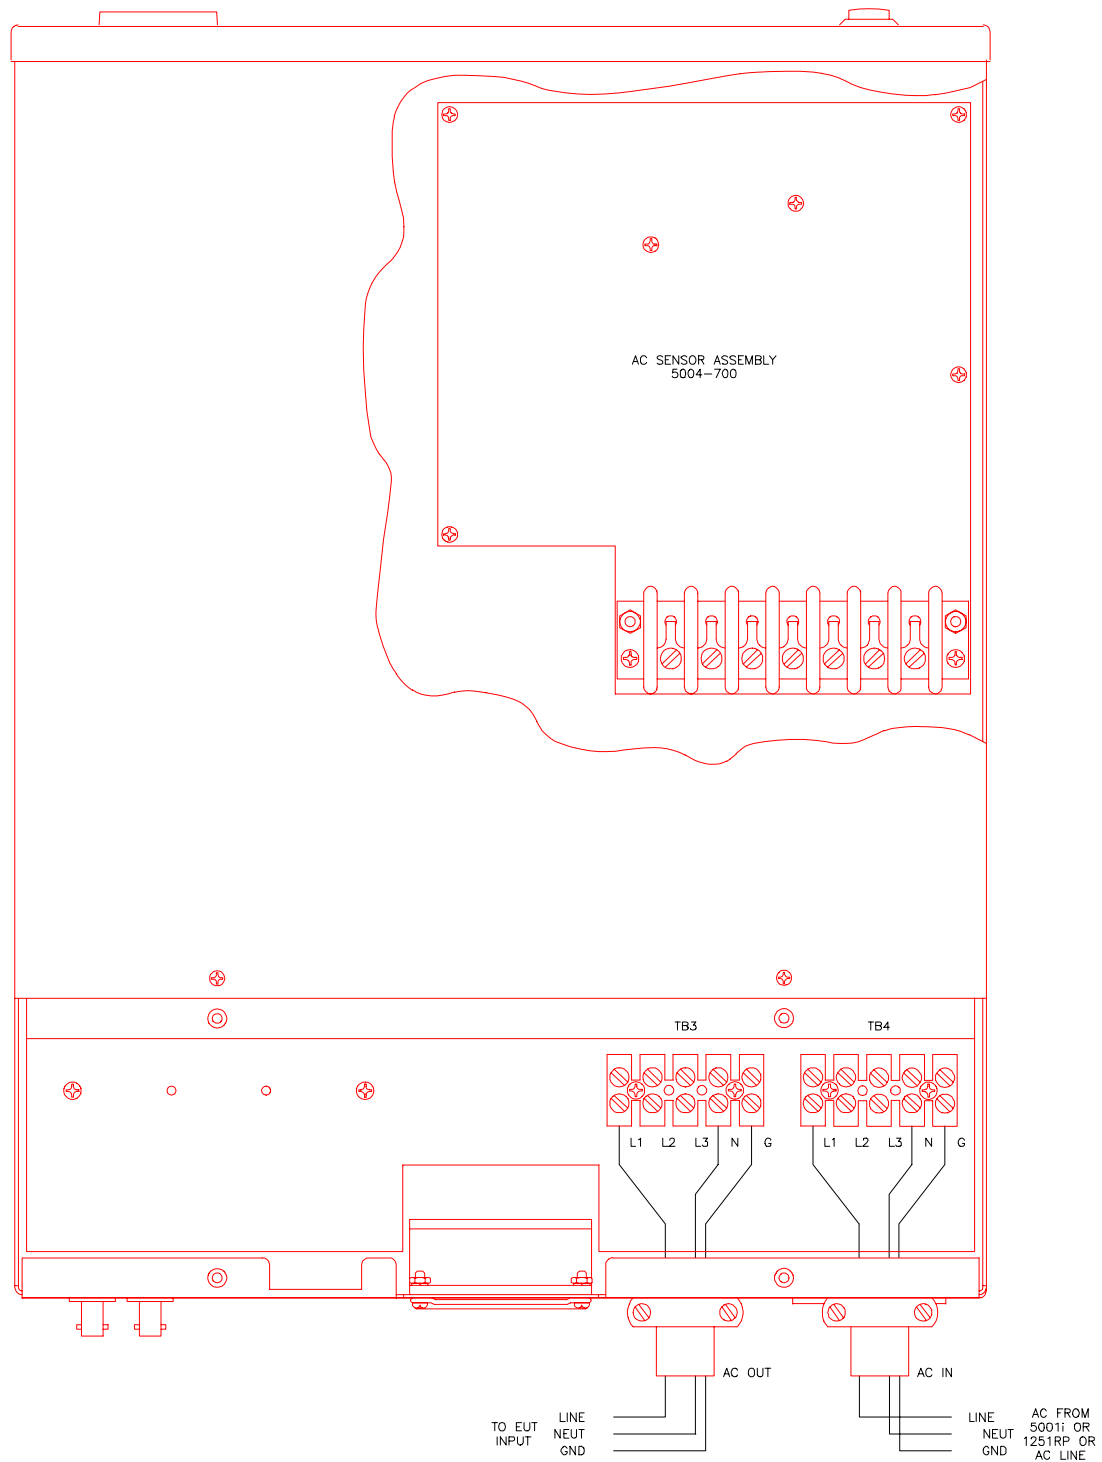 AC SENSOR ASSEMBLY
5004-700
TB3
TB4
L1 L2 L3 N G
L1 L2 L3 N G
AC OUT
AC IN
TO EUT
INPUT
LINE
NEUT
GND
LINE
NEUT
GND
AC FROM
5001i OR
1251RP OR
AC LINE